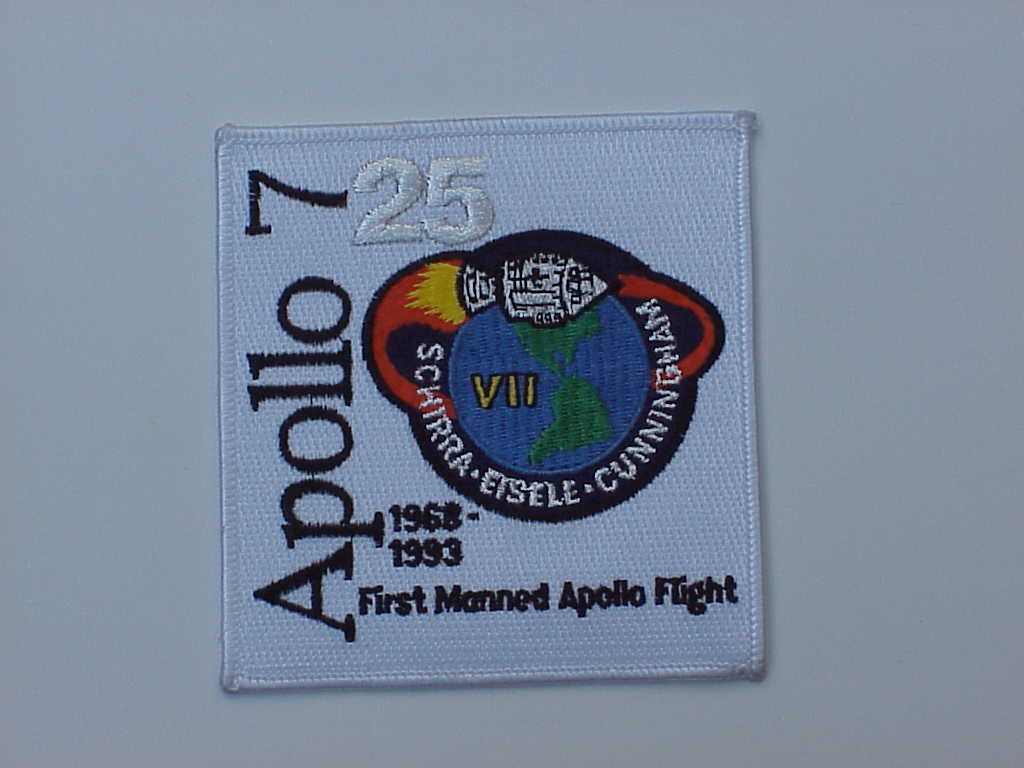 Apollo 7
25
VII
SCHIRRA • EISELE • CUNNINGHAM
1968 -
1993
First Manned Apollo Flight